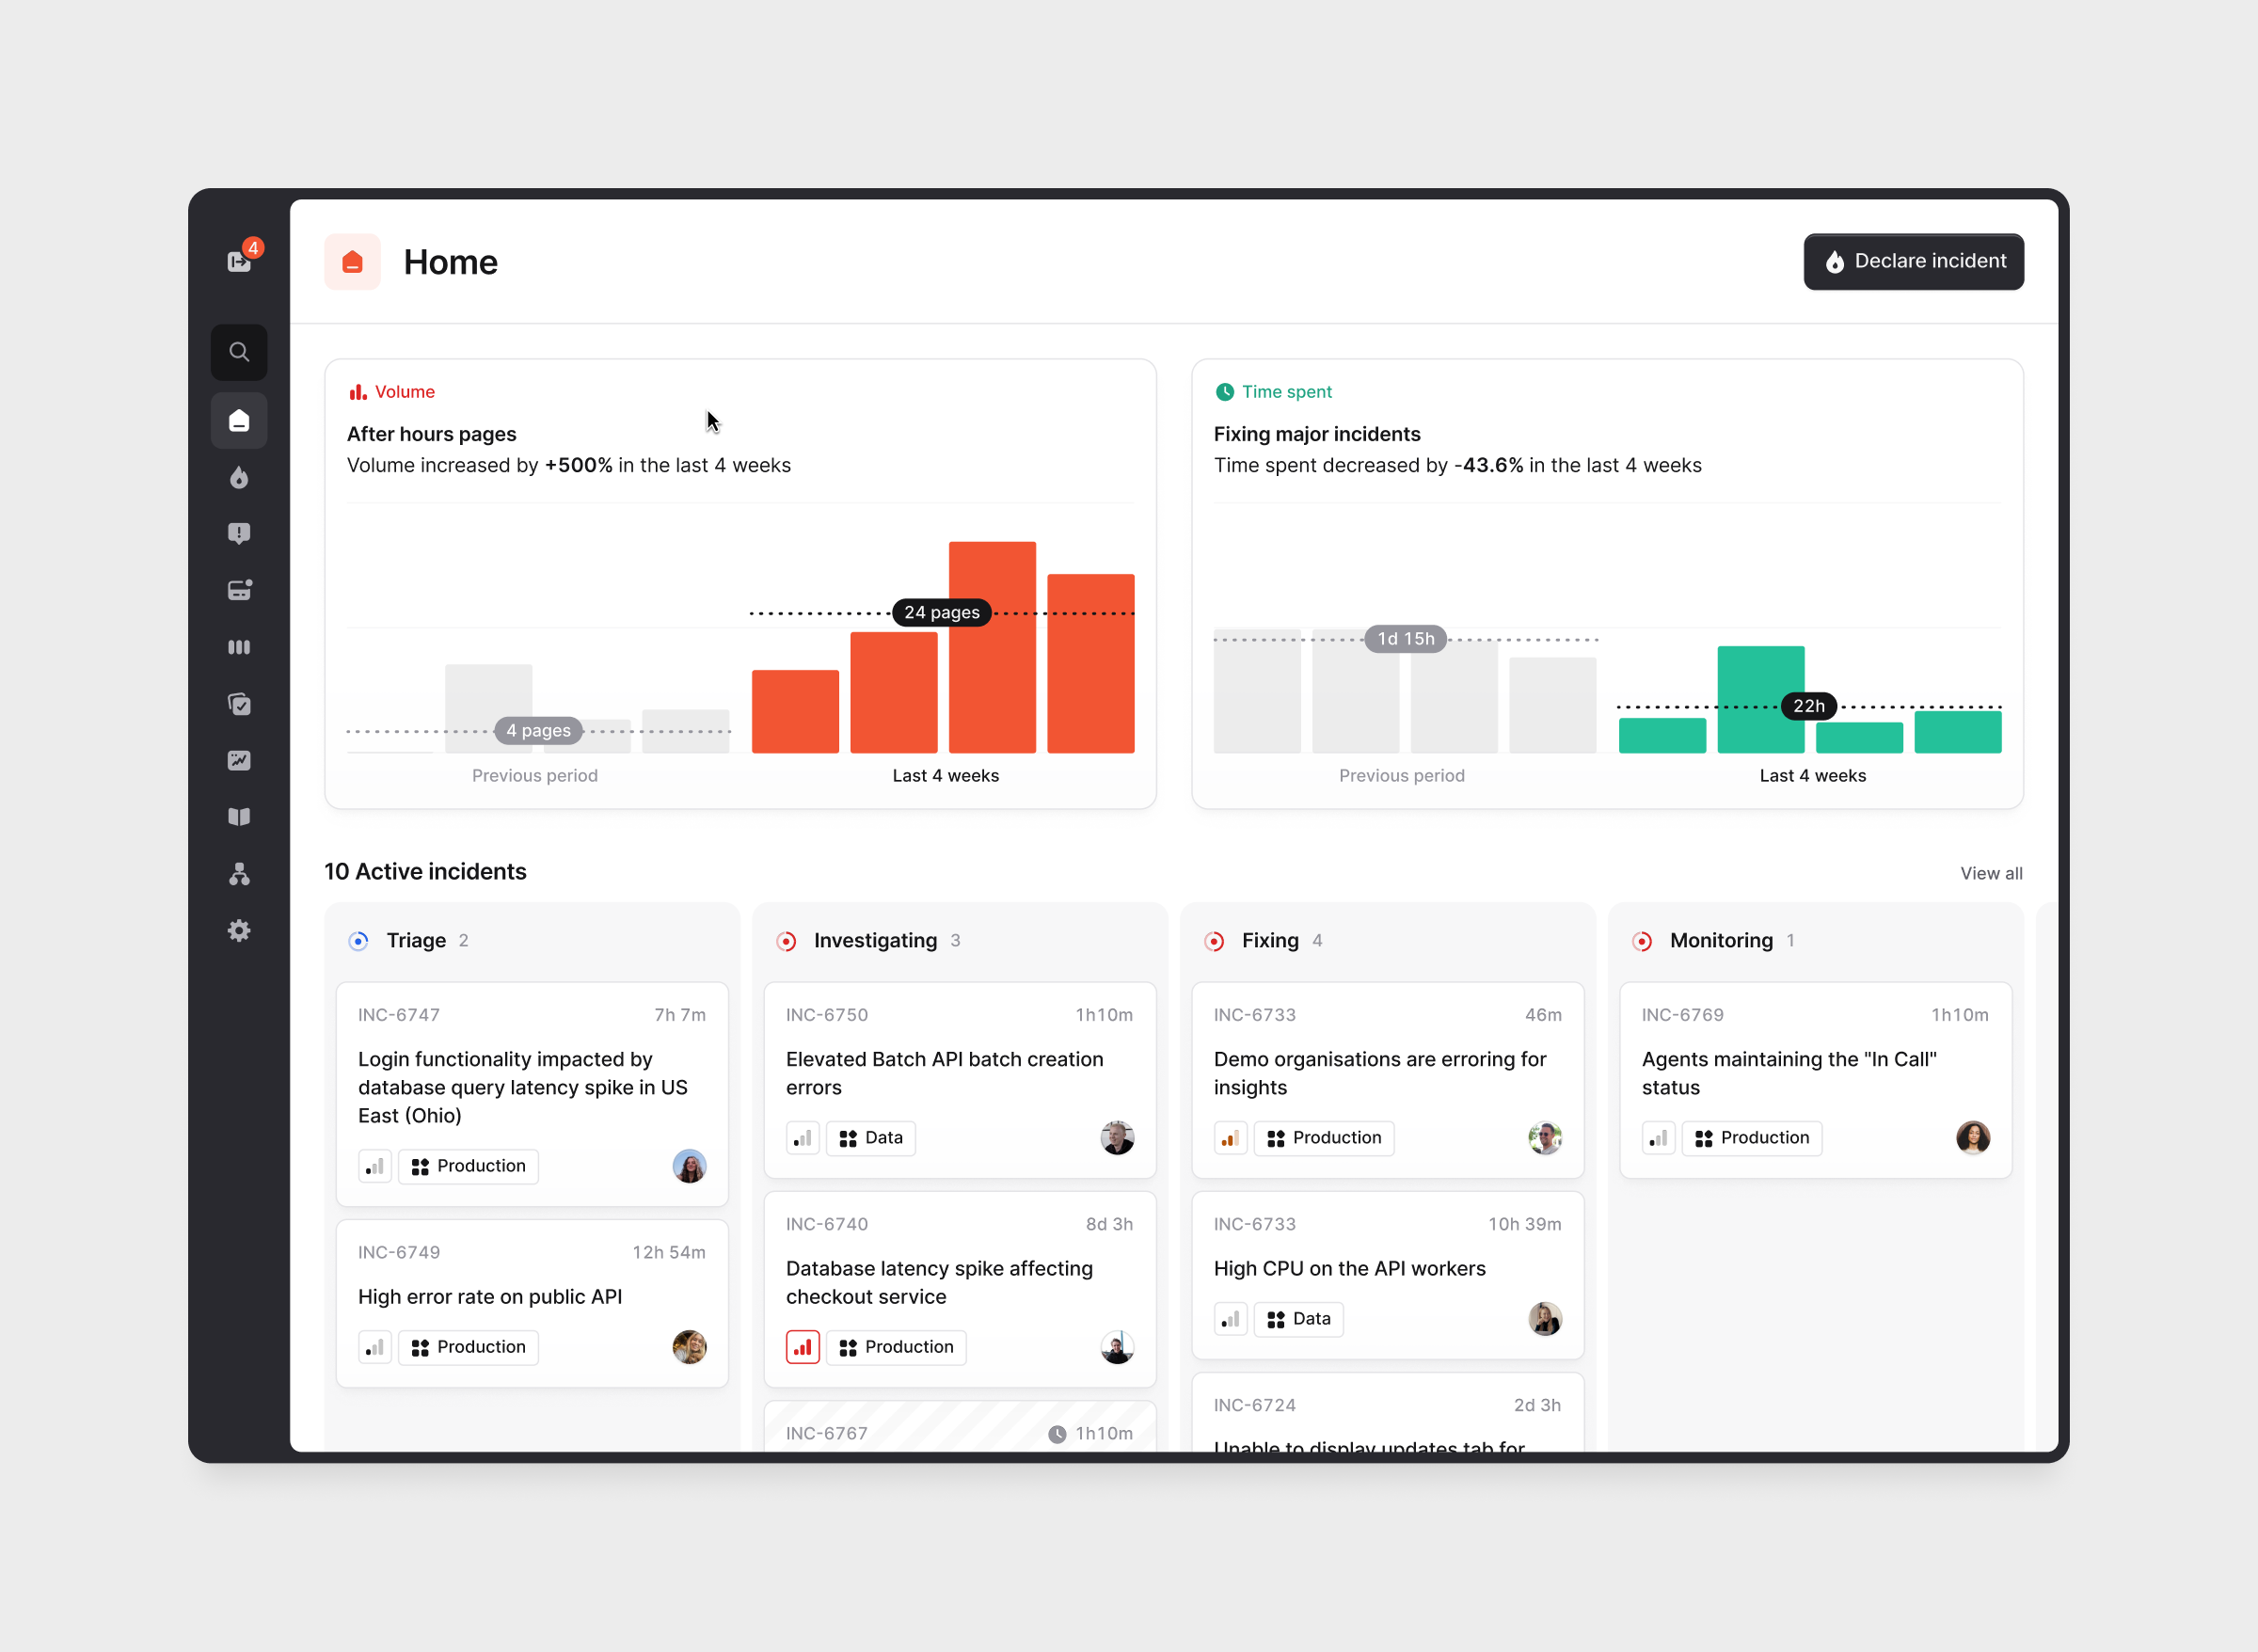 4
Home
Declare incident
Volume
After hours pages
Volume increased by +500% in the last 4 weeks
24 pages
4 pages
Previous period
Last 4 weeks
Time spent
Fixing major incidents
Time spent decreased by -43.6% in the last 4 weeks
1d 15h
22h
Previous period
Last 4 weeks
10 Active incidents
View all
Triage 2
INC-6747 7h 7m
Login functionality impacted by
database query latency spike in US
East (Ohio)
Production
INC-6749 12h 54m
High error rate on public API
Production
Investigating 3
INC-6750 1h10m
Elevated Batch API batch creation
errors
Data
INC-6740 8d 3h
Database latency spike affecting
checkout service
Production
INC-6767 1h10m
Fixing 4
INC-6733 46m
Demo organisations are erroring for
insights
Production
INC-6733 10h 39m
High CPU on the API workers
Data
INC-6724 2d 3h
Unable to display updates tab for
Monitoring 1
INC-6769 1h10m
Agents maintaining the "In Call"
status
Production